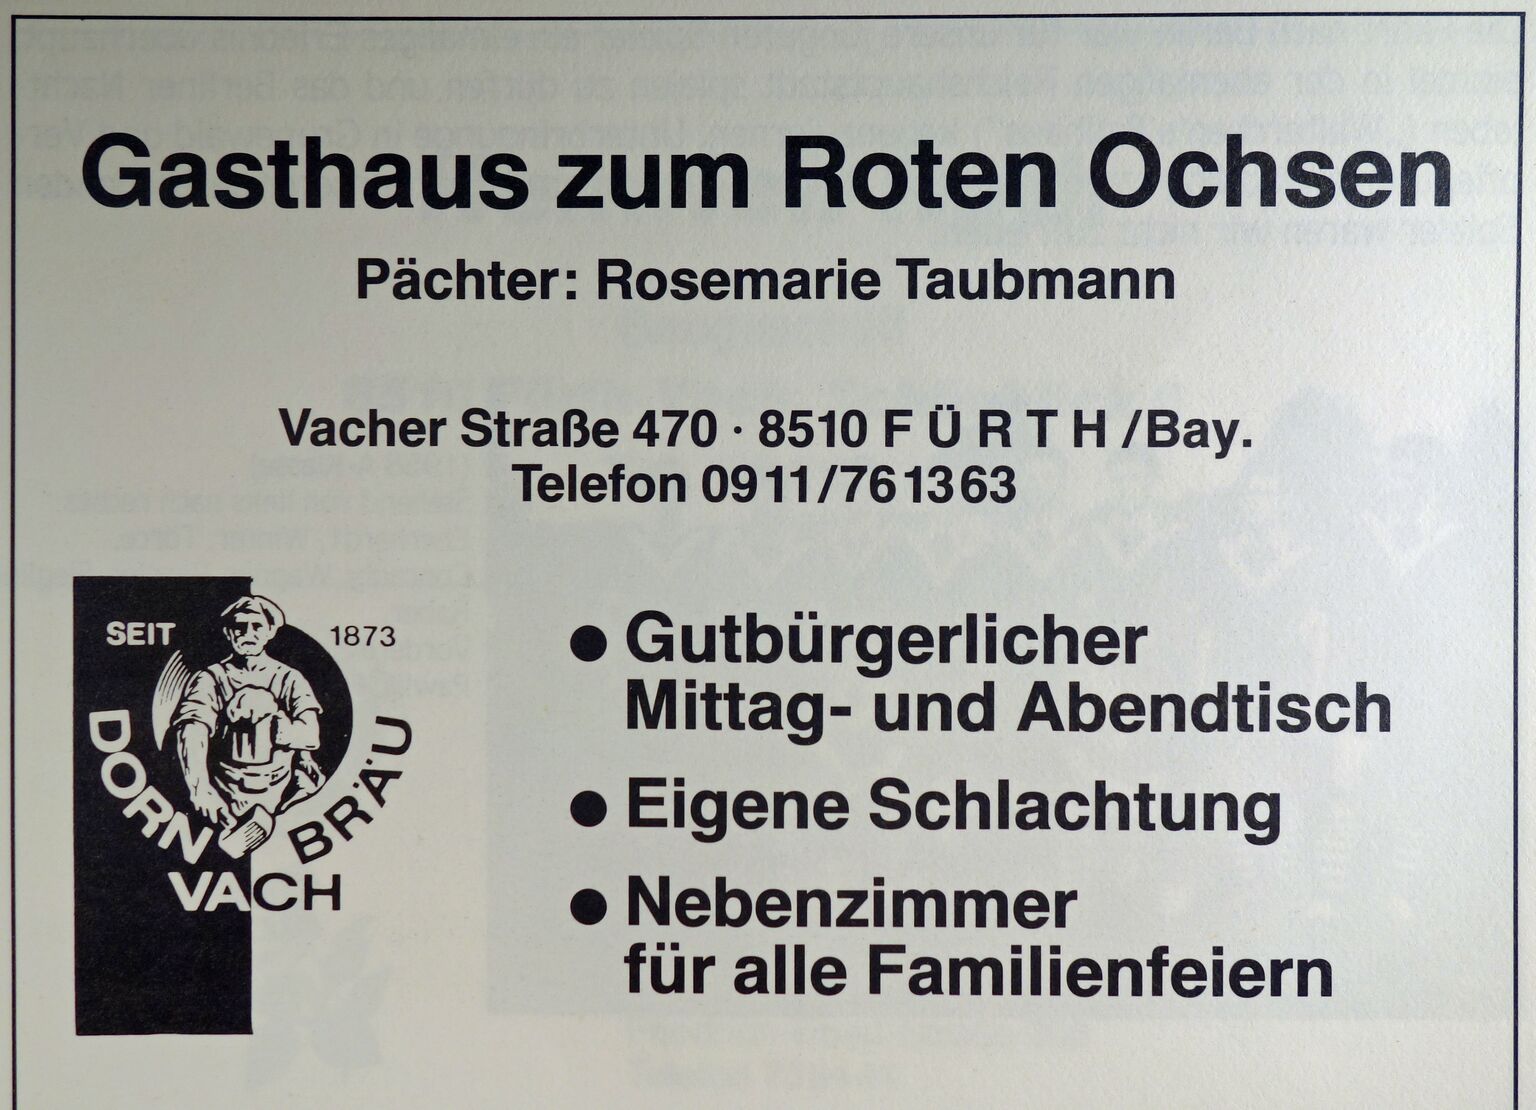 Gasthaus zum Roten Ochsen
Pächter: Rosemarie Taubmann
Vacher Straße 470 · 8510 FÜRTH/Bay.
Telefon 0911/761363
SEIT 1873
DORN BRÄU
VACH
● Gutbürgerlicher
Mittag- und Abendtisch
● Eigene Schlachtung
● Nebenzimmer
für alle Familienfeiern